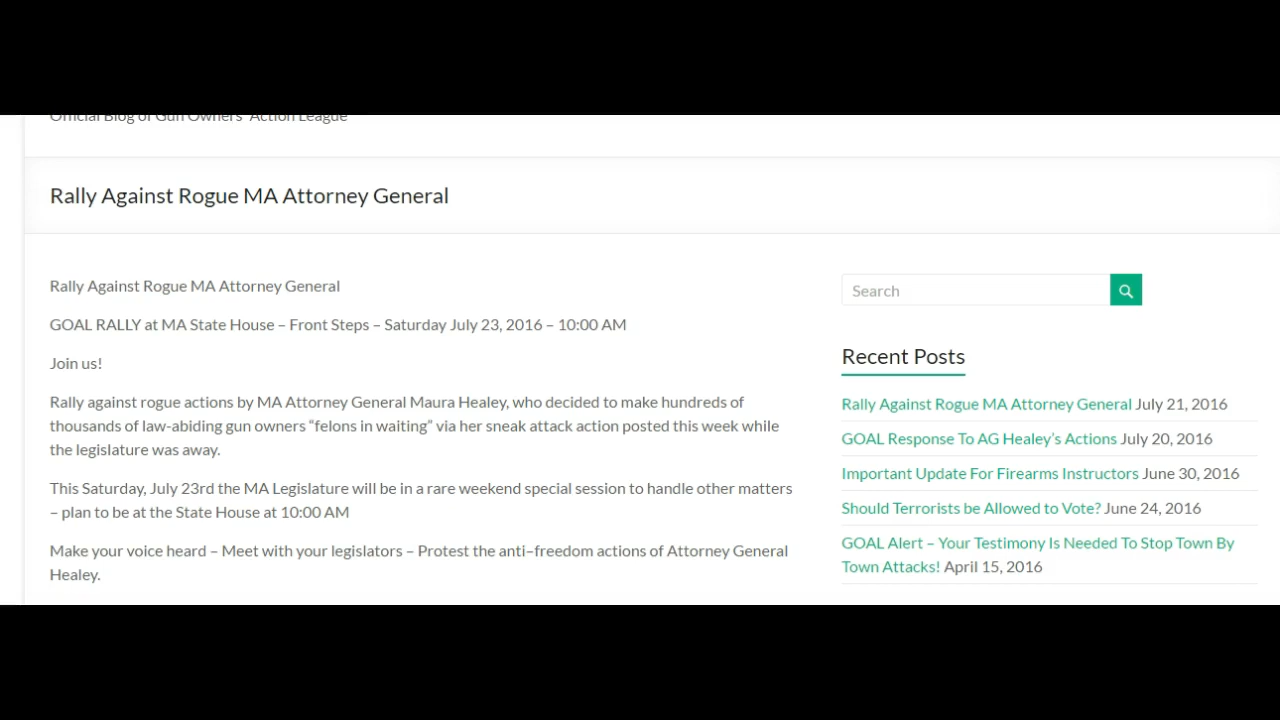 Official Blog of Gun Owners' Action League
Rally Against Rogue MA Attorney General
Rally Against Rogue MA Attorney General
GOAL RALLY at MA State House – Front Steps – Saturday July 23, 2016 – 10:00 AM
Join us!
Rally against rogue actions by MA Attorney General Maura Healey, who decided to make hundreds of
thousands of law-abiding gun owners “felons in waiting” via her sneak attack action posted this week while
the legislature was away.
This Saturday, July 23rd the MA Legislature will be in a rare weekend special session to handle other matters
– plan to be at the State House at 10:00 AM
Make your voice heard – Meet with your legislators – Protest the anti–freedom actions of Attorney General
Healey.
Search
Recent Posts
Rally Against Rogue MA Attorney General July 21, 2016
GOAL Response To AG Healey’s Actions July 20, 2016
Important Update For Firearms Instructors June 30, 2016
Should Terrorists be Allowed to Vote? June 24, 2016
GOAL Alert – Your Testimony Is Needed To Stop Town By
Town Attacks! April 15, 2016